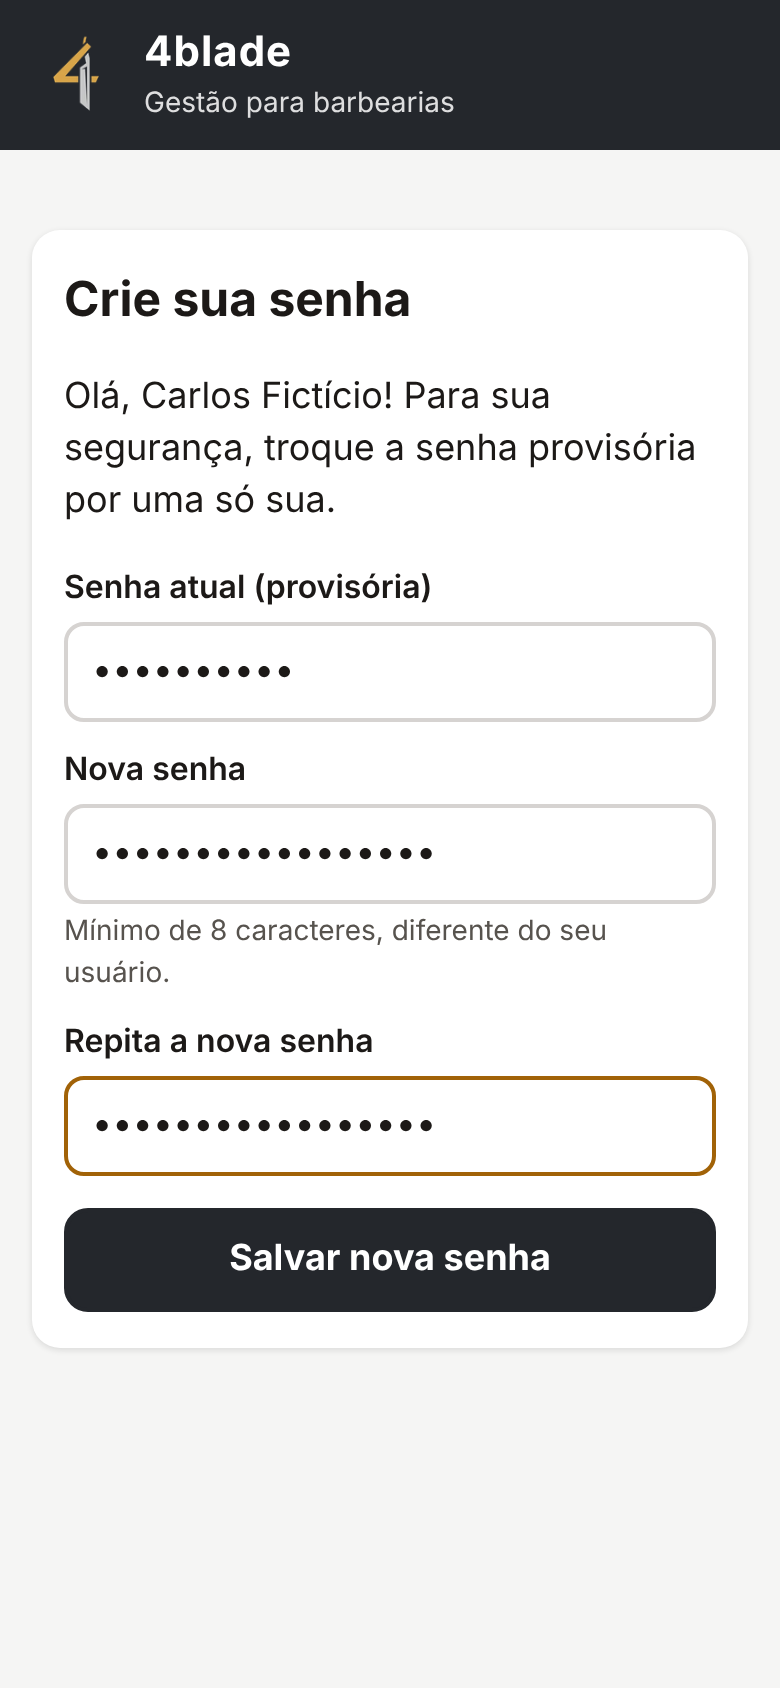 4blade
Gestão para barbearias
Crie sua senha
Olá, Carlos Fictício! Para sua
segurança, troque a senha provisória
por uma só sua.
Senha atual (provisória)
••••••••••
Nova senha
•••••••••••••••••
Mínimo de 8 caracteres, diferente do seu
usuário.
Repita a nova senha
•••••••••••••••••
Salvar nova senha